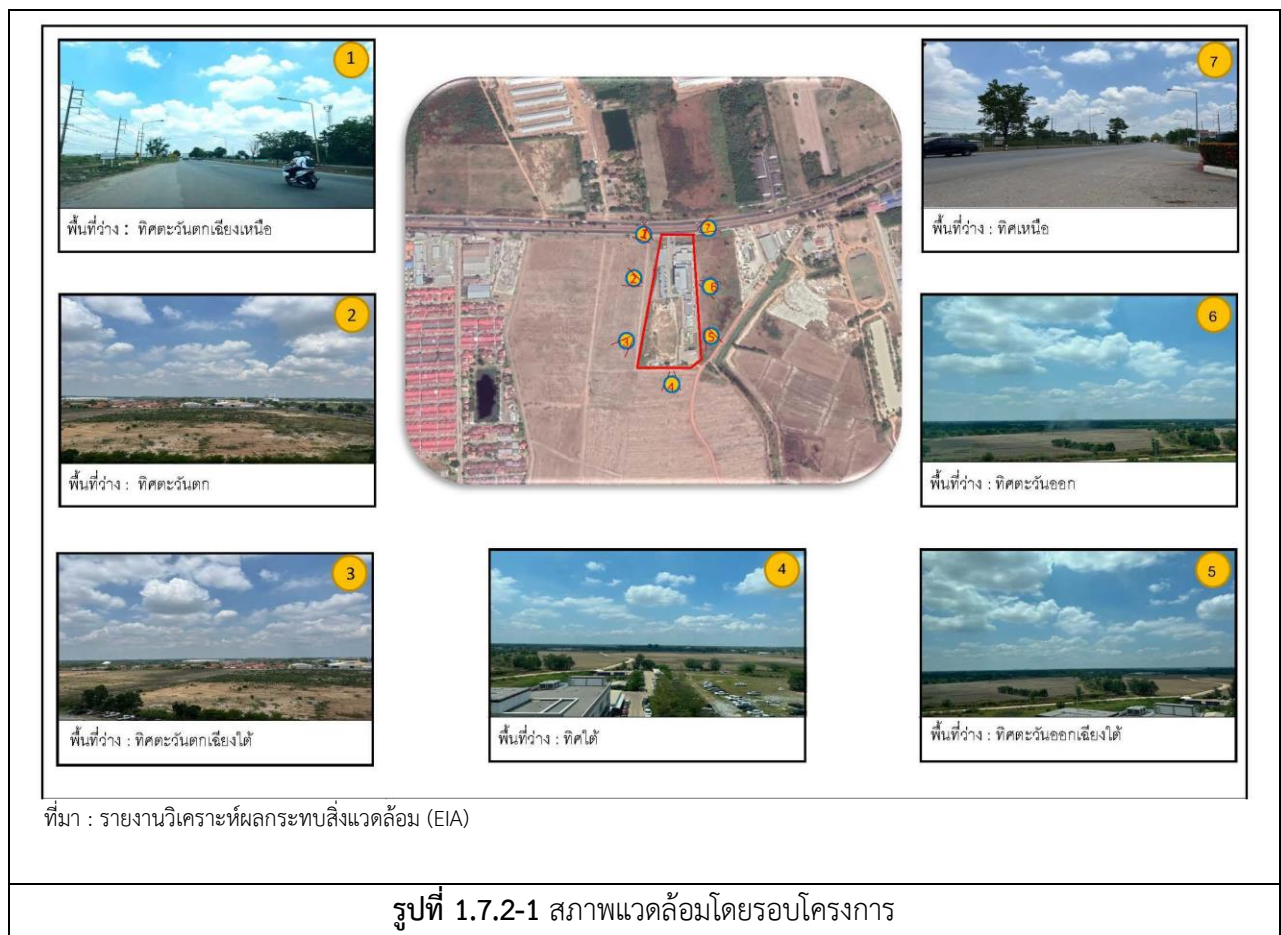 1
พื้นที่ว่าง : ทิศตะวันตกเฉียงเหนือ
7
พื้นที่ว่าง : ทิศเหนือ
1
7
2
6
3
5
4
2
พื้นที่ว่าง : ทิศตะวันตก
6
พื้นที่ว่าง : ทิศตะวันออก
3
พื้นที่ว่าง : ทิศตะวันตกเฉียงใต้
4
พื้นที่ว่าง : ทิศใต้
5
พื้นที่ว่าง : ทิศตะวันออกเฉียงใต้
ที่มา : รายงานวิเคราะห์ผลกระทบสิ่งแวดล้อม (EIA)
รูปที่ 1.7.2-1 สภาพแวดล้อมโดยรอบโครงการ